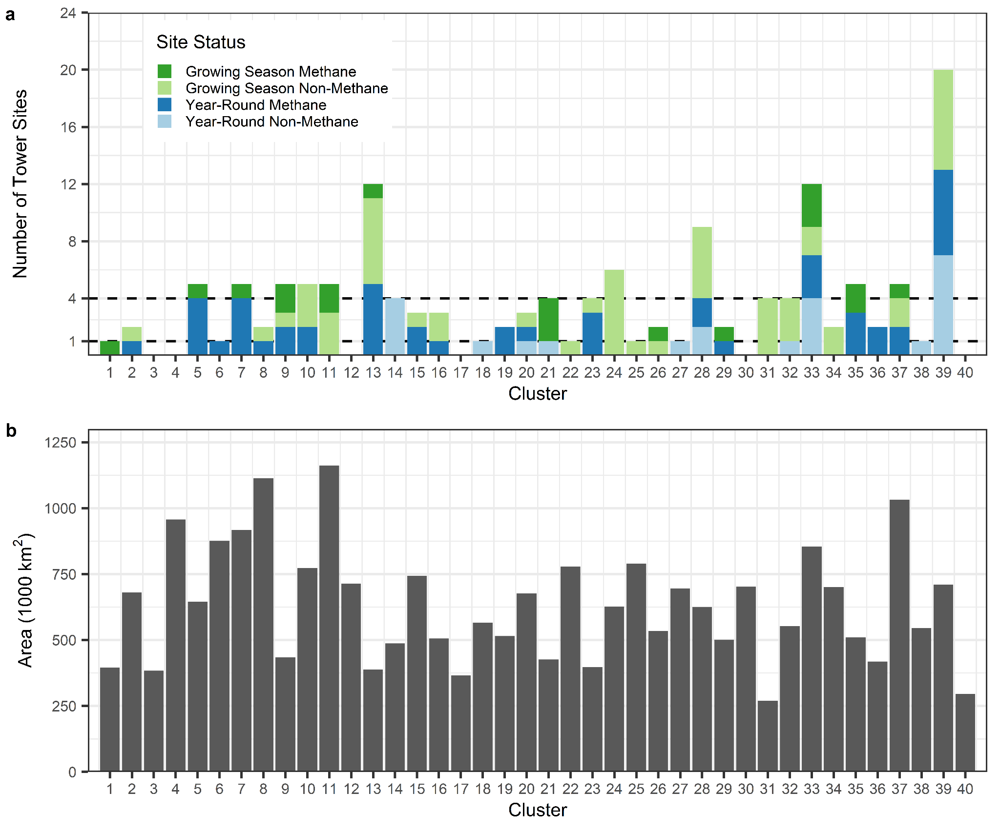 a
24
20
16
12
8
4
1
Number of Tower Sites
Site Status
Growing Season Methane
Growing Season Non-Methane
Year-Round Methane
Year-Round Non-Methane
1 2 3 4 5 6 7 8 9 10 11 12 13 14 15 16 17 18 19 20 21 22 23 24 25 26 27 28 29 30 31 32 33 34 35 36 37 38 39 40
Cluster
b
1250
1000
750
500
250
0
Area (1000 km²)
1 2 3 4 5 6 7 8 9 10 11 12 13 14 15 16 17 18 19 20 21 22 23 24 25 26 27 28 29 30 31 32 33 34 35 36 37 38 39 40
Cluster